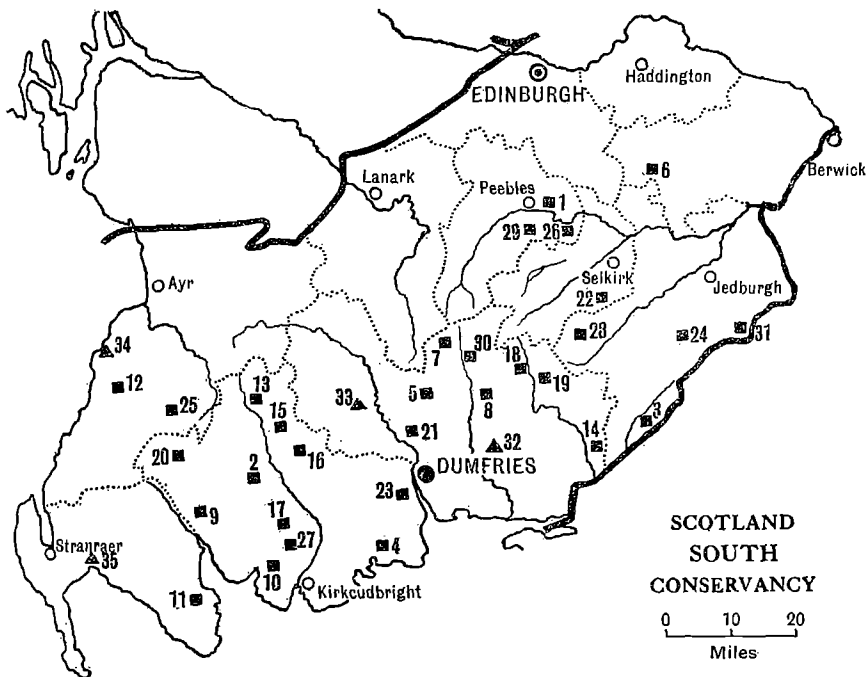 Haddington
EDINBURGH
Berwick
6
Lanark
Peebles
1
29
26
Selkirk
Ayr
22
Jedburgh
34
7
30
28
24
31
12
13
18
19
25
15
33
5
8
3
21
14
20
16
32
2
DUMFRIES
23
9
17
Stranraer
35
27
4
10
Kirkcudbright
11
SCOTLAND
SOUTH
CONSERVANCY
0 10 20
Miles